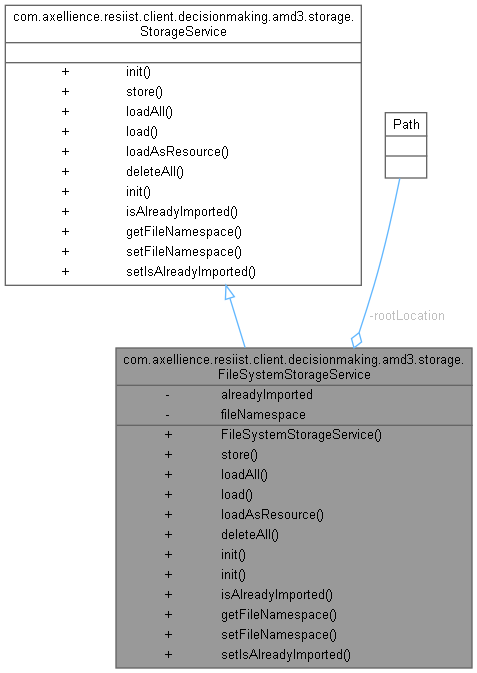 com.axellience.resiist.client.decisionmaking.amd3.storage.
StorageService
+ init()
+ store()
+ loadAll()
+ load()
+ loadAsResource()
+ deleteAll()
+ init()
+ isAlreadyImported()
+ getFileNamespace()
+ setFileNamespace()
+ setIsAlreadyImported()
Path
-rootLocation
com.axellience.resiist.client.decisionmaking.amd3.storage.
FileSystemStorageService
- alreadyImported
- fileNamespace
+ FileSystemStorageService()
+ store()
+ loadAll()
+ load()
+ loadAsResource()
+ deleteAll()
+ init()
+ init()
+ isAlreadyImported()
+ getFileNamespace()
+ setFileNamespace()
+ setIsAlreadyImported()